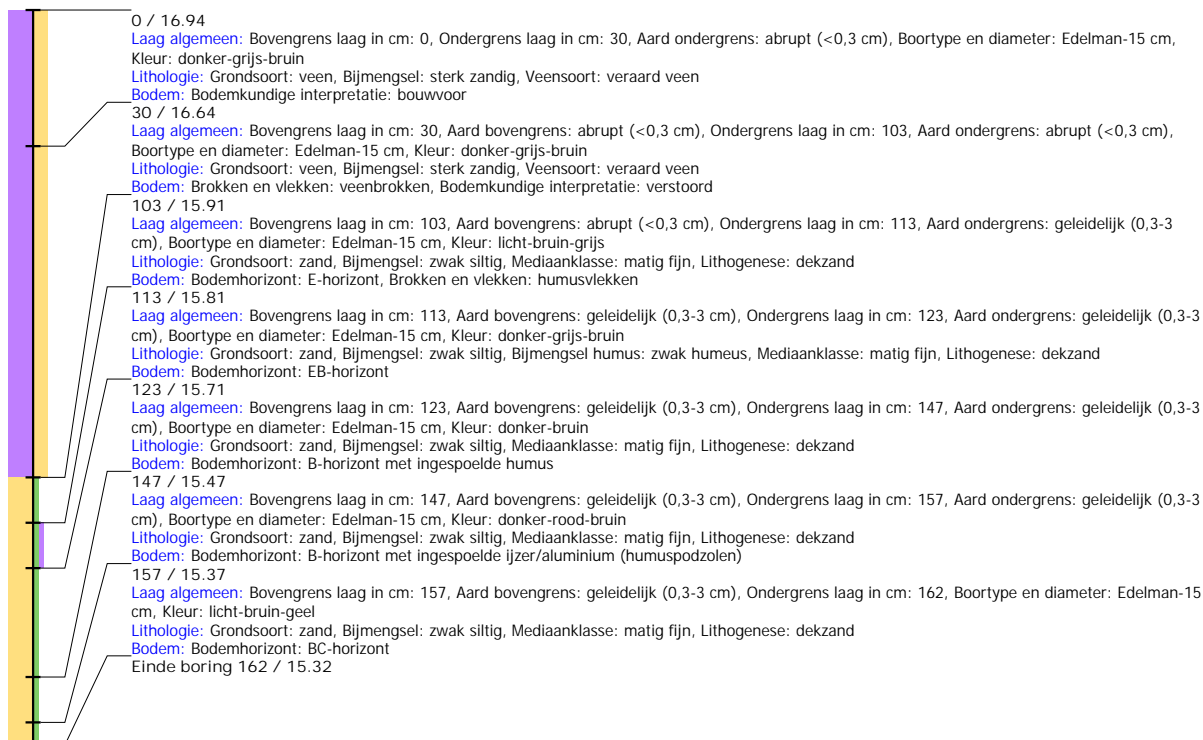 0 / 16.94
Laag algemeen: Bovengrens laag in cm: 0, Ondergrens laag in cm: 30, Aard ondergrens: abrupt (<0,3 cm), Boortype en diameter: Edelman-15 cm,
Kleur: donker-grijs-bruin
Lithologie: Grondsoort: veen, Bijmengsel: sterk zandig, Veensoort: veraard veen
Bodem: Bodemkundige interpretatie: bouwvoor
30 / 16.64
Laag algemeen: Bovengrens laag in cm: 30, Aard bovengrens: abrupt (<0,3 cm), Ondergrens laag in cm: 103, Aard ondergrens: abrupt (<0,3 cm),
Boortype en diameter: Edelman-15 cm, Kleur: donker-grijs-bruin
Lithologie: Grondsoort: veen, Bijmengsel: sterk zandig, Veensoort: veraard veen
Bodem: Brokken en vlekken: veenbrokken, Bodemkundige interpretatie: verstoord
103 / 15.91
Laag algemeen: Bovengrens laag in cm: 103, Aard bovengrens: abrupt (<0,3 cm), Ondergrens laag in cm: 113, Aard ondergrens: geleidelijk (0,3-3
cm), Boortype en diameter: Edelman-15 cm, Kleur: licht-bruin-grijs
Lithologie: Grondsoort: zand, Bijmengsel: zwak siltig, Mediaanklasse: matig fijn, Lithogenese: dekzand
Bodem: Bodemhorizont: E-horizont, Brokken en vlekken: humusvlekken
113 / 15.81
Laag algemeen: Bovengrens laag in cm: 113, Aard bovengrens: geleidelijk (0,3-3 cm), Ondergrens laag in cm: 123, Aard ondergrens: geleidelijk (0,3-3
cm), Boortype en diameter: Edelman-15 cm, Kleur: donker-grijs-bruin
Lithologie: Grondsoort: zand, Bijmengsel: zwak siltig, Bijmengsel humus: zwak humeus, Mediaanklasse: matig fijn, Lithogenese: dekzand
Bodem: Bodemhorizont: EB-horizont
123 / 15.71
Laag algemeen: Bovengrens laag in cm: 123, Aard bovengrens: geleidelijk (0,3-3 cm), Ondergrens laag in cm: 147, Aard ondergrens: geleidelijk (0,3-3
cm), Boortype en diameter: Edelman-15 cm, Kleur: donker-bruin
Lithologie: Grondsoort: zand, Bijmengsel: zwak siltig, Mediaanklasse: matig fijn, Lithogenese: dekzand
Bodem: Bodemhorizont: B-horizont met ingespoelde humus
147 / 15.47
Laag algemeen: Bovengrens laag in cm: 147, Aard bovengrens: geleidelijk (0,3-3 cm), Ondergrens laag in cm: 157, Aard ondergrens: geleidelijk (0,3-3
cm), Boortype en diameter: Edelman-15 cm, Kleur: donker-rood-bruin
Lithologie: Grondsoort: zand, Bijmengsel: zwak siltig, Mediaanklasse: matig fijn, Lithogenese: dekzand
Bodem: Bodemhorizont: B-horizont met ingespoelde ijzer/aluminium (humuspodzolen)
157 / 15.37
Laag algemeen: Bovengrens laag in cm: 157, Aard bovengrens: geleidelijk (0,3-3 cm), Ondergrens laag in cm: 162, Boortype en diameter: Edelman-15
cm, Kleur: licht-bruin-geel
Lithologie: Grondsoort: zand, Bijmengsel: zwak siltig, Mediaanklasse: matig fijn, Lithogenese: dekzand
Bodem: Bodemhorizont: BC-horizont
Einde boring 162 / 15.32